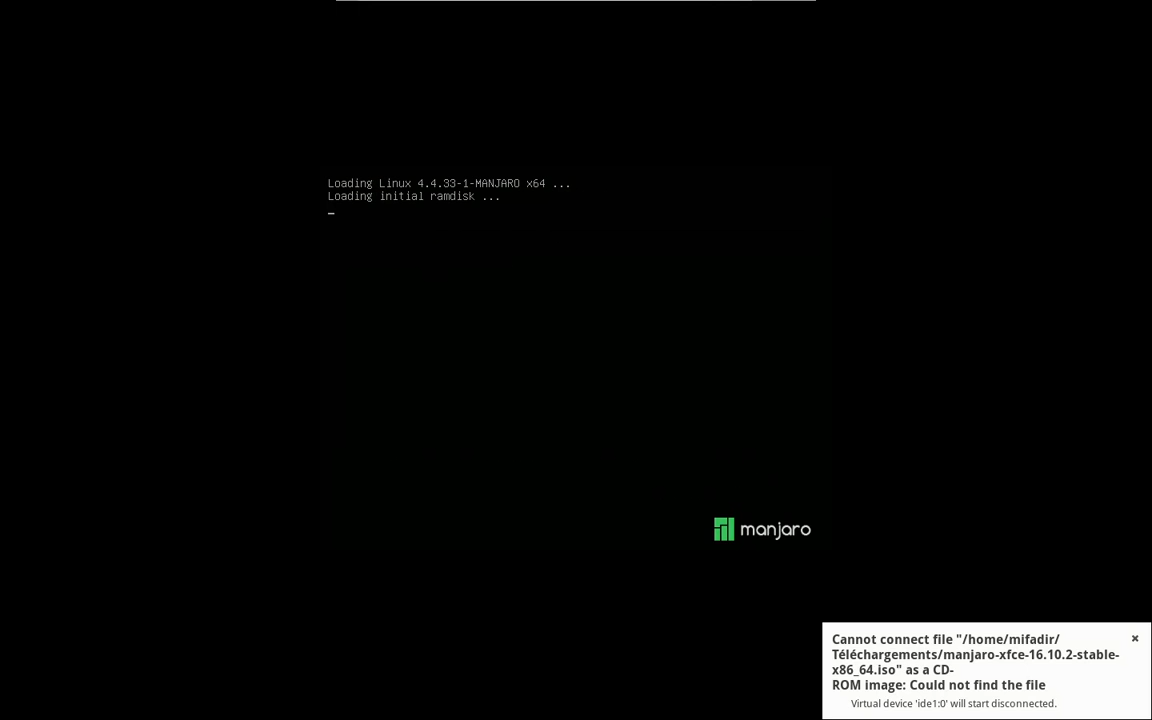 Loading Linux 4.4.33-1-MANJARO x64 ...
Loading initial ramdisk ...
manjaro
Cannot connect file "/home/mifadir/
Téléchargements/manjaro-xfce-16.10.2-stable-
x86_64.iso" as a CD-
ROM image: Could not find the file
Virtual device 'ide1:0' will start disconnected.